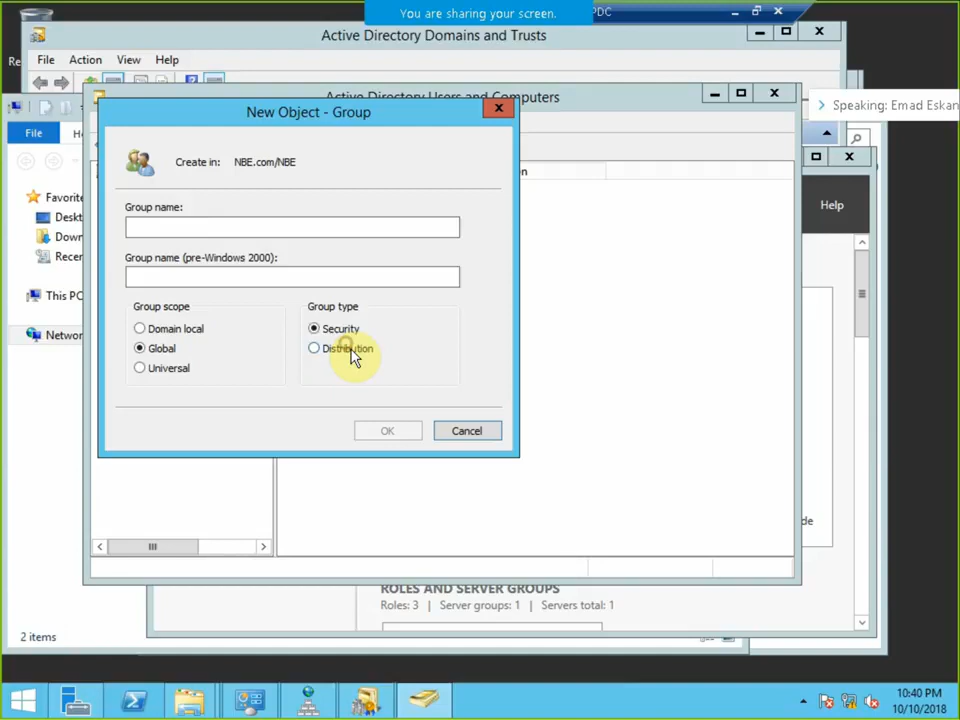 You are sharing your screen.
PDC
Active Directory Domains and Trusts
File Action View Help
Active Directory Users and Computers
Speaking: Emad Eskan
New Object - Group
File
Create in: NBE.com/NBE
Help
Favorite
Group name:
Deskt
Down
Group name (pre-Windows 2000):
Recen
This PC
Group scope
Group type
Domain local
Security
Networ
Global
Distribution
Universal
OK
Cancel
de
ROLES AND SERVER GROUPS
Roles: 3 | Server groups: 1 | Servers total: 1
2 items
10:40 PM
10/10/2018